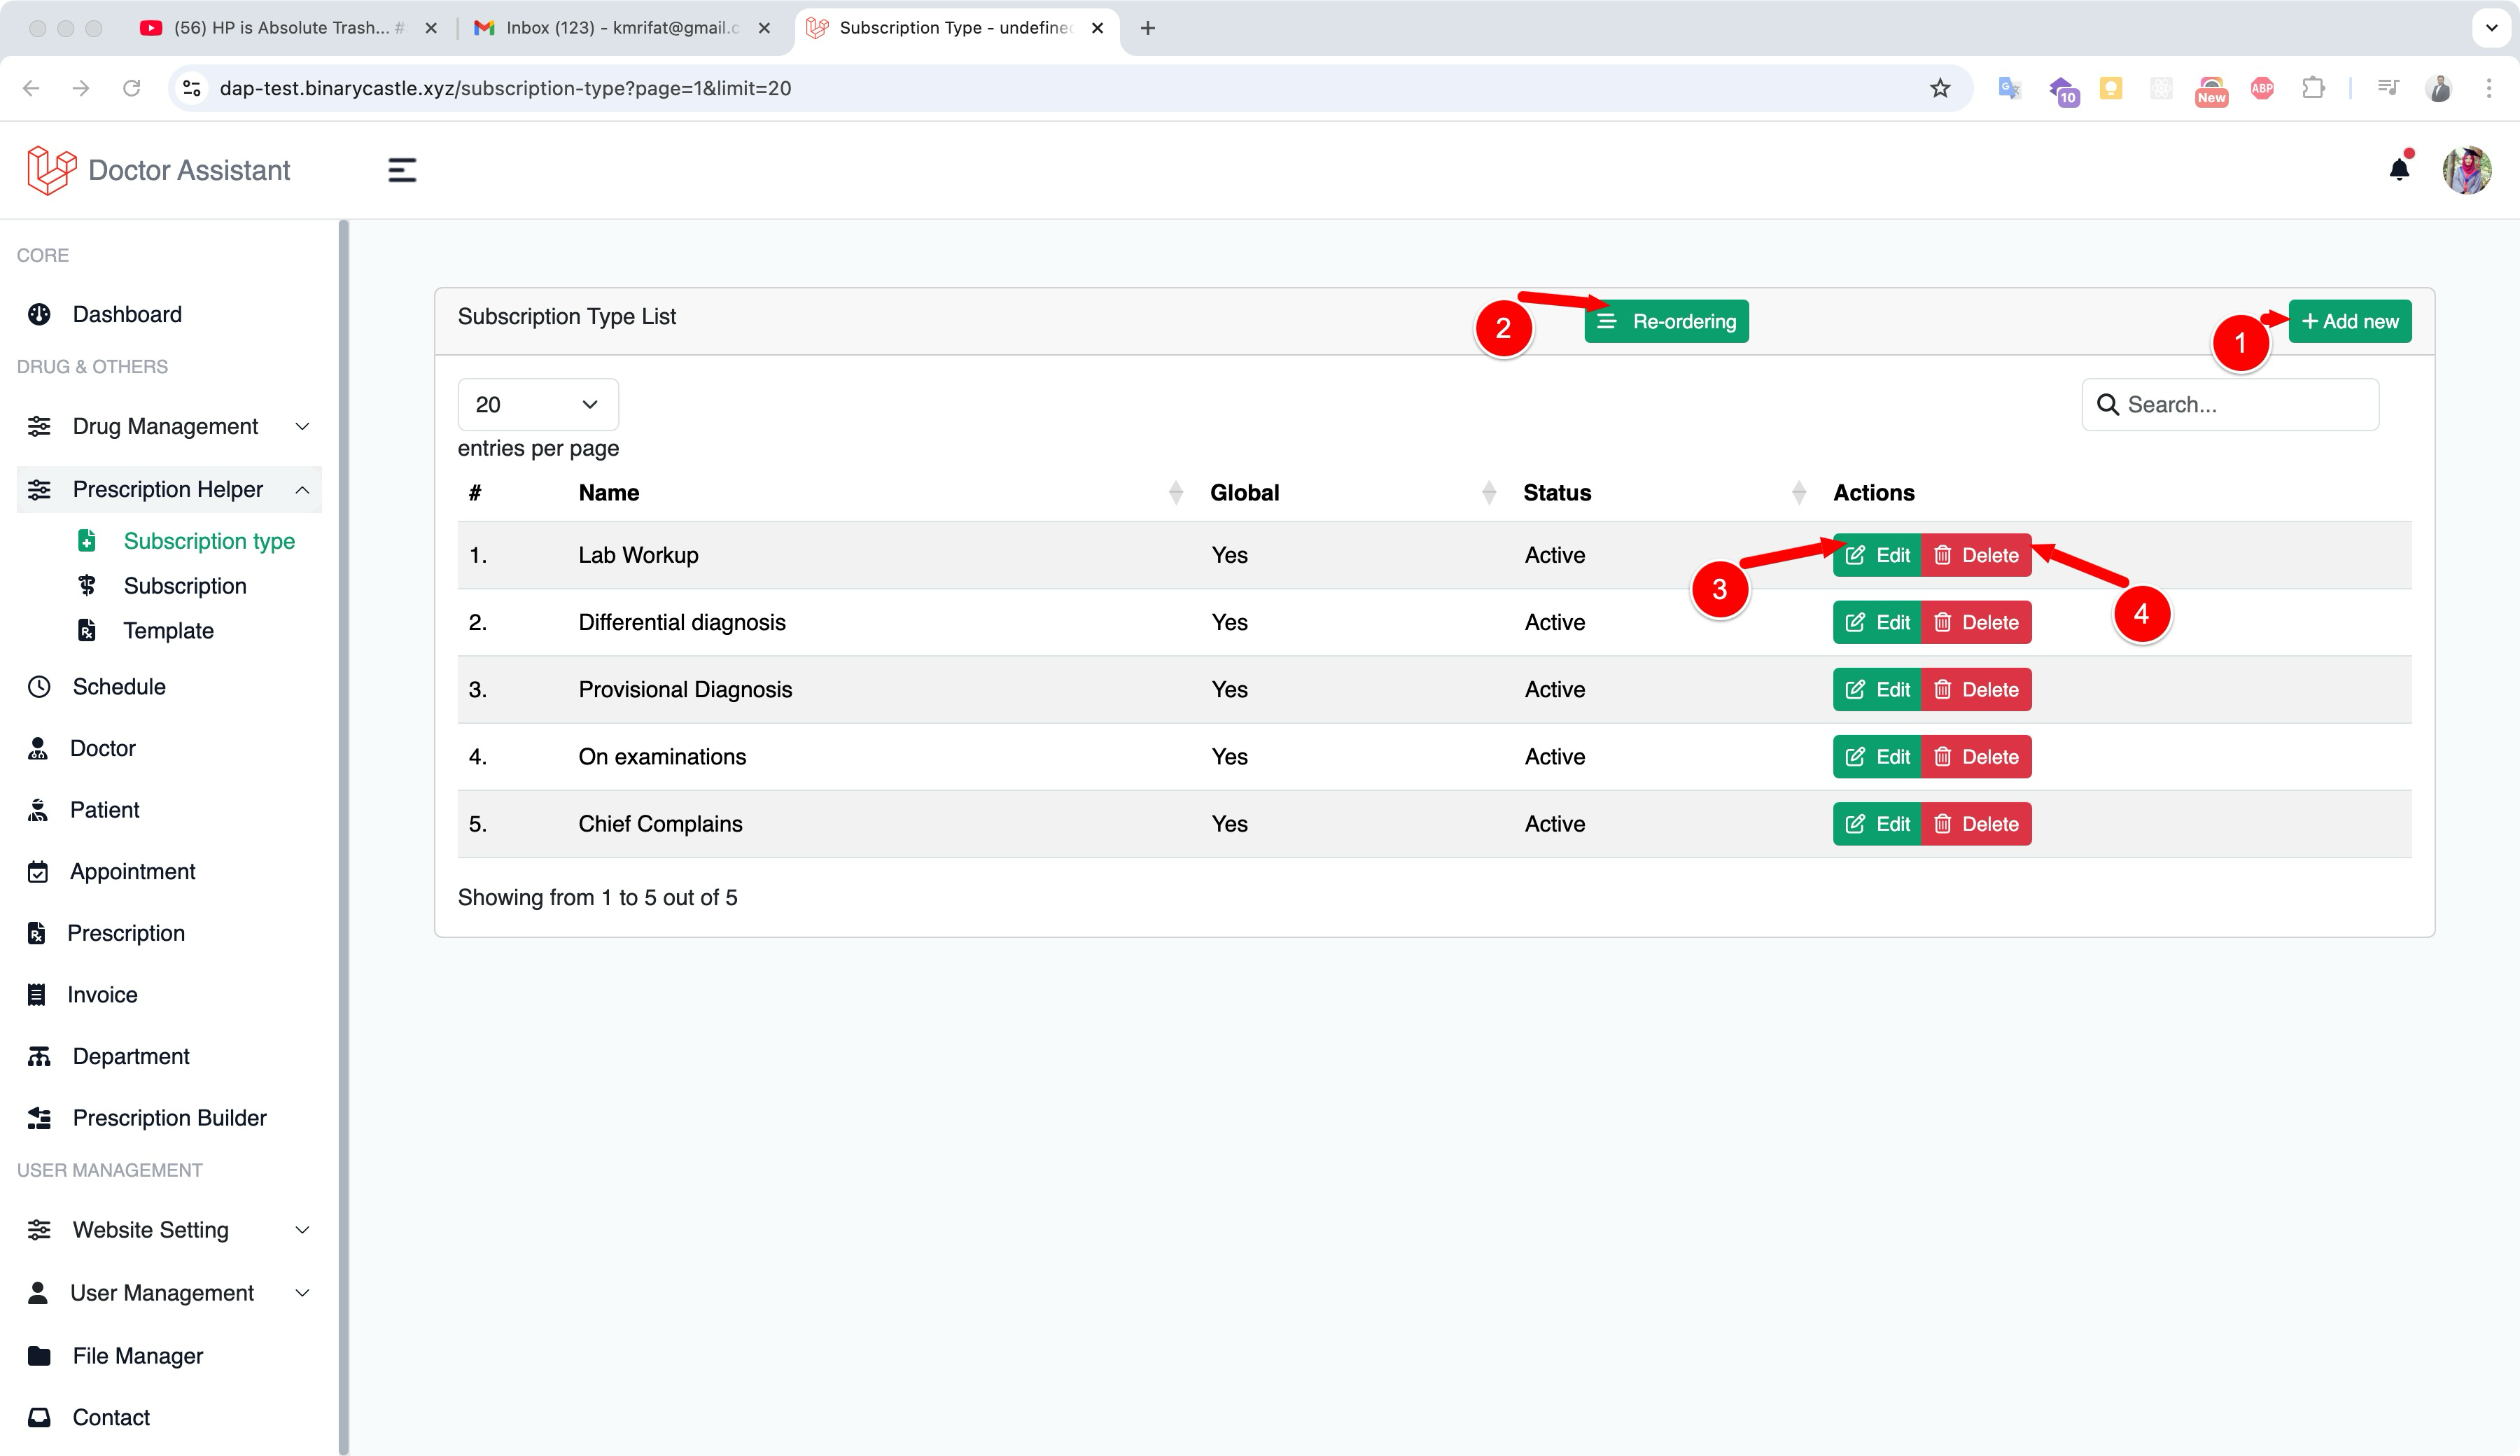 (56) HP is Absolute Trash... #
Inbox (123) - kmrifat@gmail.c
Subscription Type - undefined
dap-test.binarycastle.xyz/subscription-type?page=1&limit=20
10
New
ABP
Doctor Assistant
CORE
Dashboard
DRUG & OTHERS
Drug Management
Prescription Helper
Subscription type
Subscription
Template
Schedule
Doctor
Patient
Appointment
Prescription
Invoice
Department
Prescription Builder
USER MANAGEMENT
Website Setting
User Management
File Manager
Contact
Subscription Type List
2
Re-ordering
1
+ Add new
20
entries per page
Search...
# Name Global Status Actions
1. Lab Workup Yes Active Edit Delete
3
4
2. Differential diagnosis Yes Active Edit Delete
3. Provisional Diagnosis Yes Active Edit Delete
4. On examinations Yes Active Edit Delete
5. Chief Complains Yes Active Edit Delete
Showing from 1 to 5 out of 5